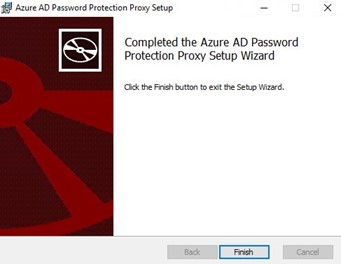 Azure AD Password Protection Proxy Setup
Completed the Azure AD Password
Protection Proxy Setup Wizard
Click the Finish button to exit the Setup Wizard.
Back
Finish
Cancel